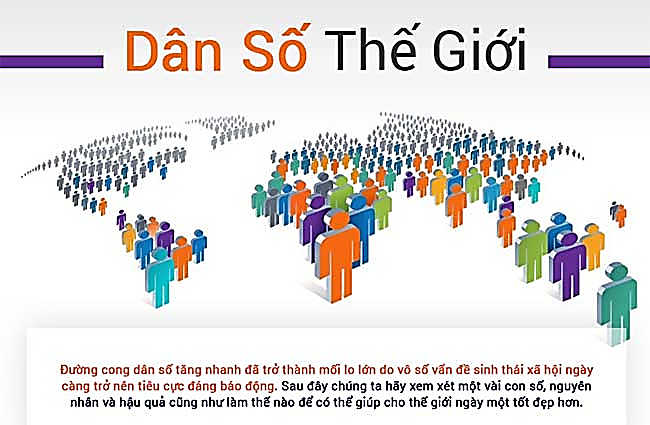 Dân Số Thế Giới
Đường cong dân số tăng nhanh đã trở thành mối lo lớn do vô số vấn đề sinh thái xã hội ngày
càng trở nên tiêu cực đáng báo động. Sau đây chúng ta hãy xem xét một vài con số, nguyên
nhân và hậu quả cũng như làm thế nào để có thể giúp cho thế giới ngày một tốt đẹp hơn.